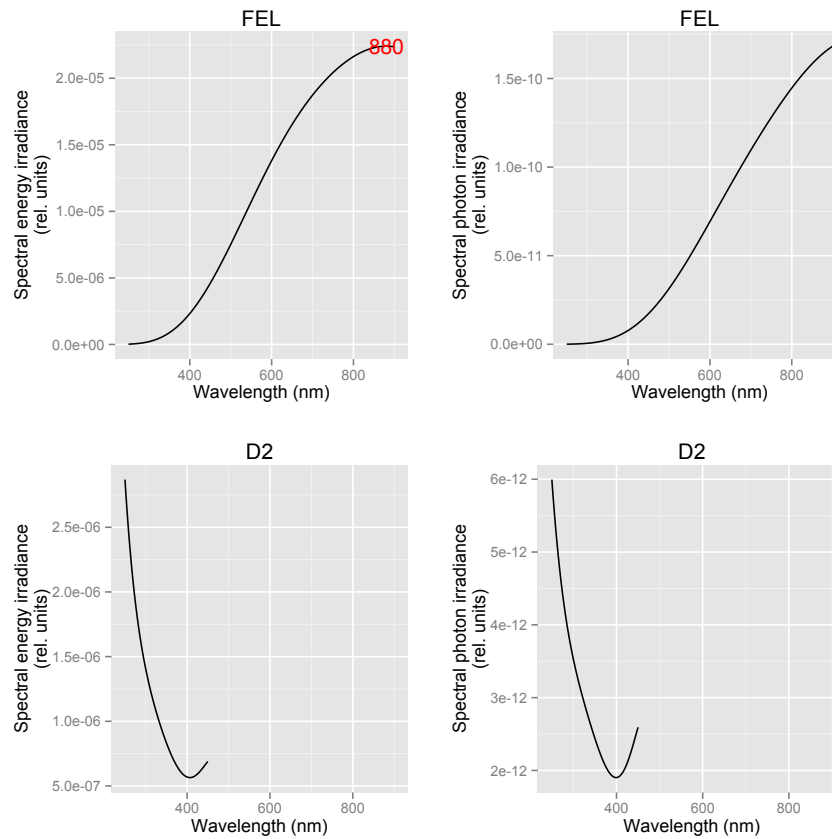 FEL
880
2.0e-05
1.5e-05
1.0e-05
5.0e-06
0.0e+00
Spectral energy irradiance
(rel. units)
400 600 800
Wavelength (nm)
FEL
1.5e-10
1.0e-10
5.0e-11
0.0e+00
Spectral photon irradiance
(rel. units)
400 600 800
Wavelength (nm)
D2
2.5e-06
2.0e-06
1.5e-06
1.0e-06
5.0e-07
Spectral energy irradiance
(rel. units)
400 600 800
Wavelength (nm)
D2
6e-12
5e-12
4e-12
3e-12
2e-12
Spectral photon irradiance
(rel. units)
400 600 800
Wavelength (nm)